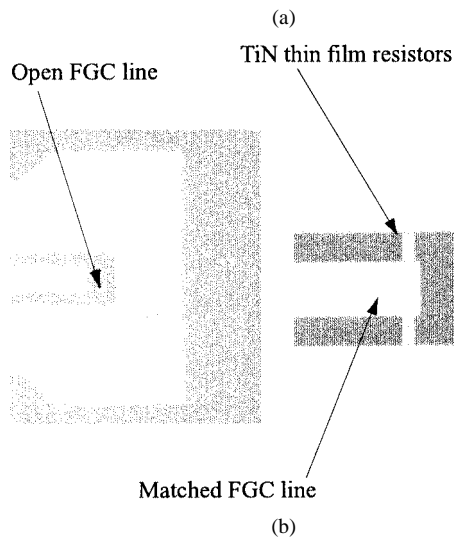 (a)
TiN thin film resistors
Open FGC line
Matched FGC line
(b)